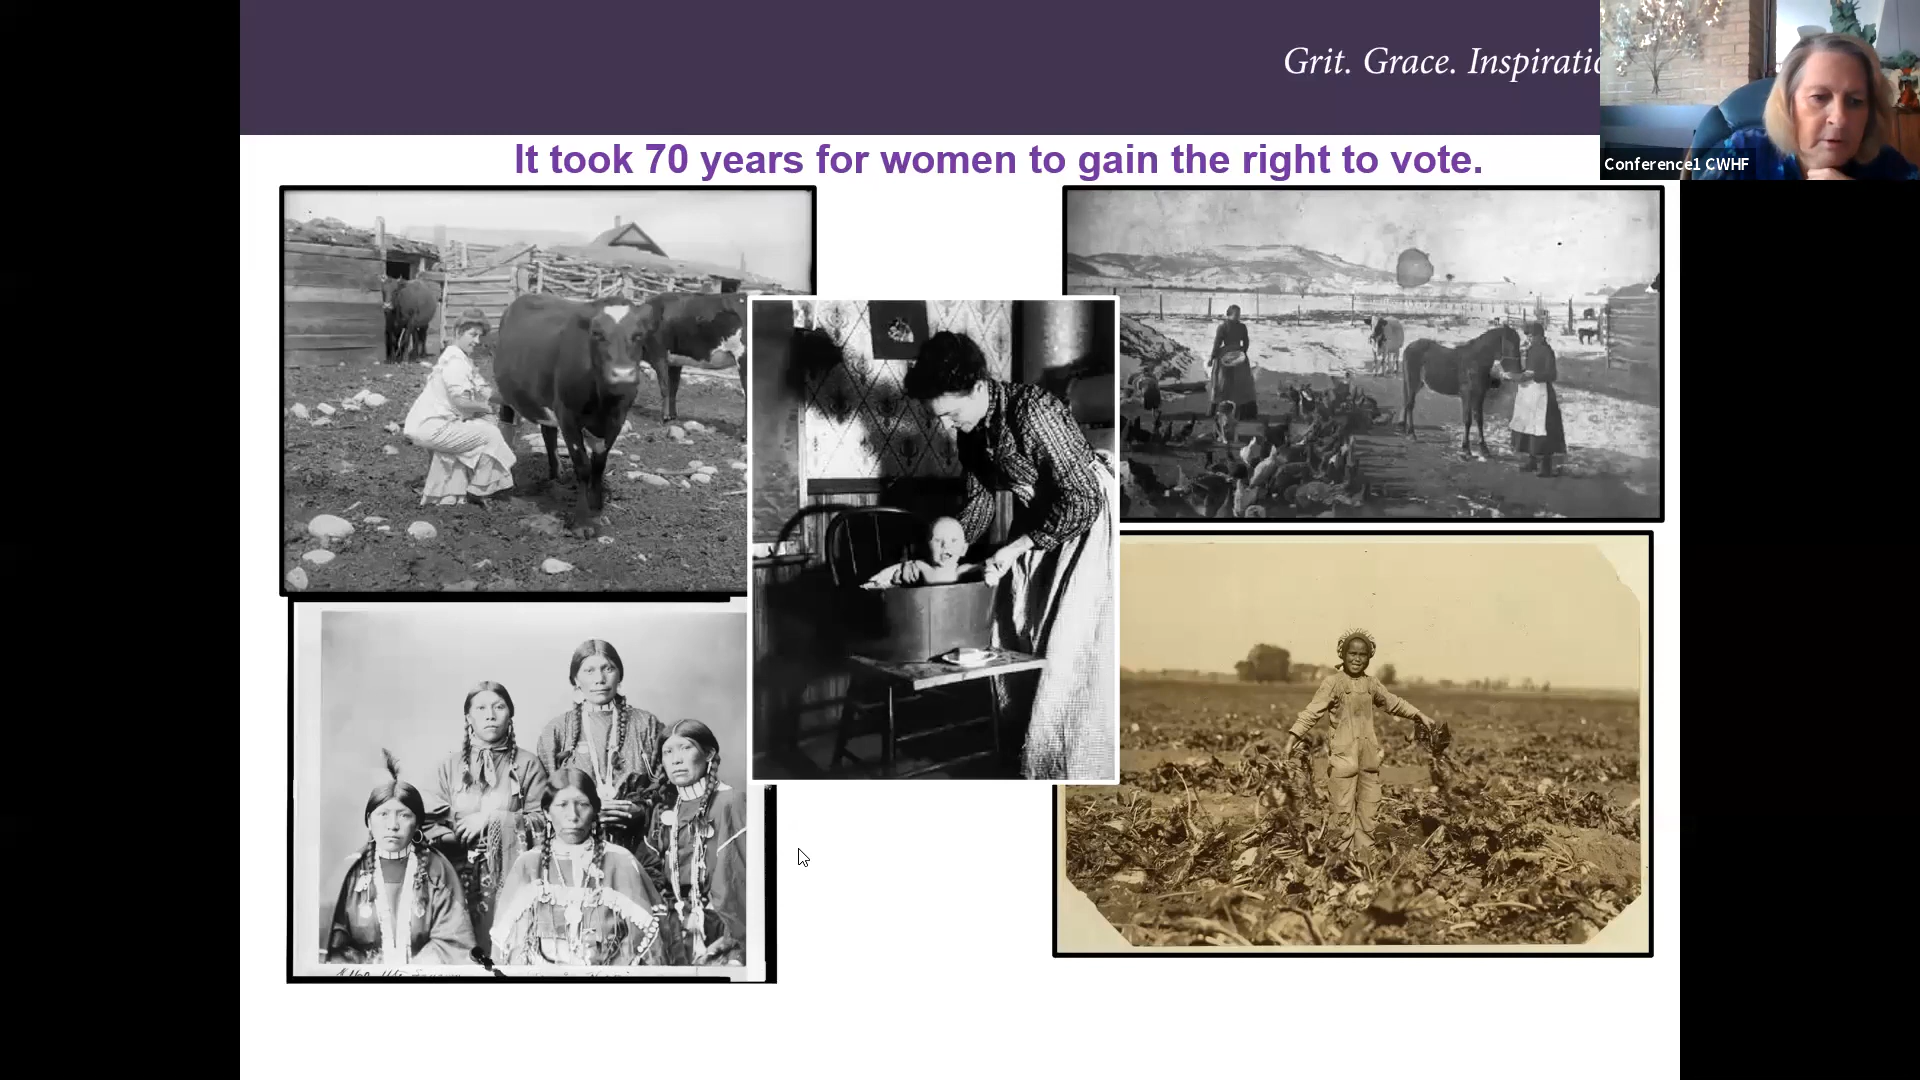 Grit. Grace. Inspiratio
Conference1 CWHF
It took 70 years for women to gain the right to vote.